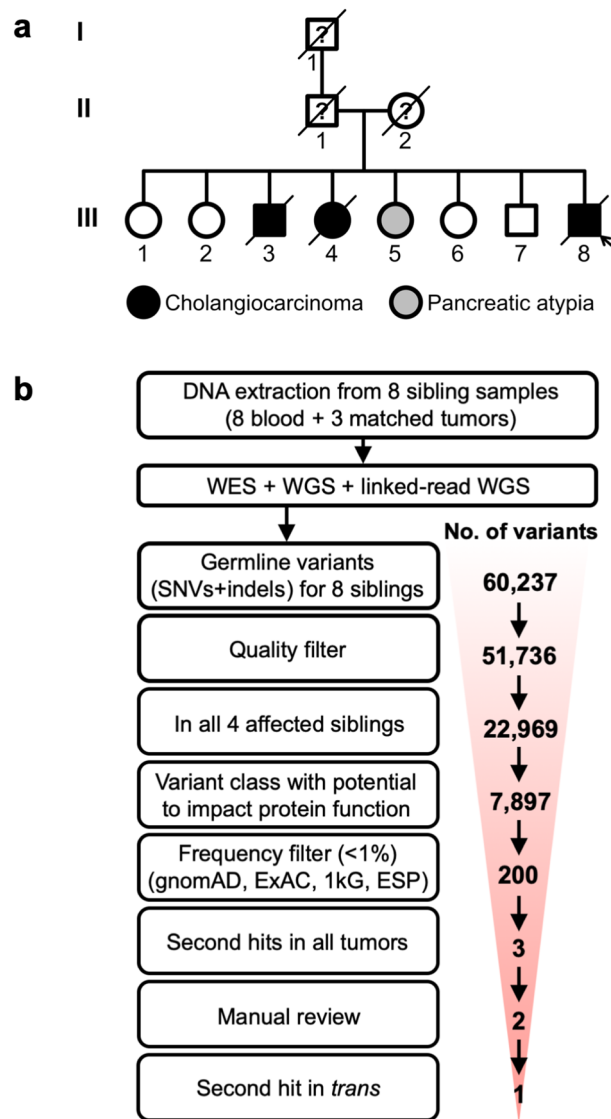 a
I
?
1
II
? ?
1 2
III
1 2 3 4 5 6 7 8
Cholangiocarcinoma Pancreatic atypia
b
DNA extraction from 8 sibling samples
(8 blood + 3 matched tumors)
WES + WGS + linked-read WGS
No. of variants
Germline variants
(SNVs+indels) for 8 siblings
60,237
Quality filter
51,736
In all 4 affected siblings
22,969
Variant class with potential
to impact protein function
7,897
Frequency filter (<1%)
(gnomAD, ExAC, 1kG, ESP)
200
Second hits in all tumors
3
Manual review
2
Second hit in trans
1